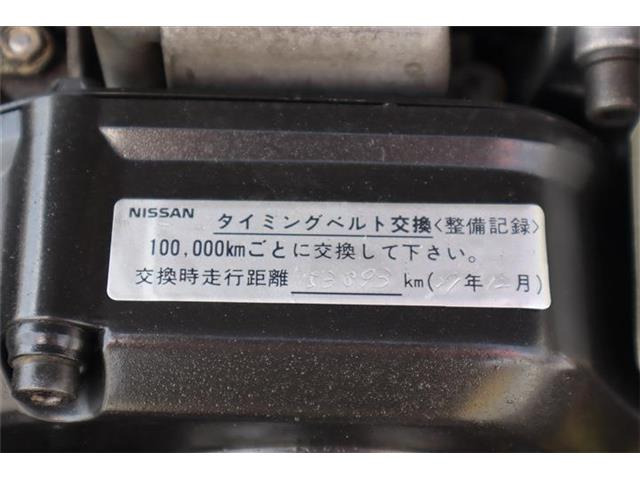 NISSAN タイミングベルト交換〈整備記録〉
100,000kmごとに交換して下さい。
交換時走行距離 km( 年12月)